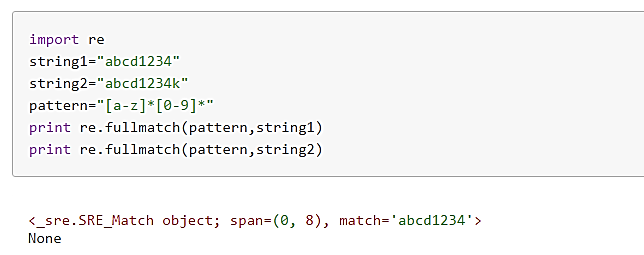 import re
string1="abcd1234"
string2="abcd1234k"
pattern="[a-z]*[0-9]*"
print re.fullmatch(pattern,string1)
print re.fullmatch(pattern,string2)
<_sre.SRE_Match object; span=(0, 8), match='abcd1234'>
None